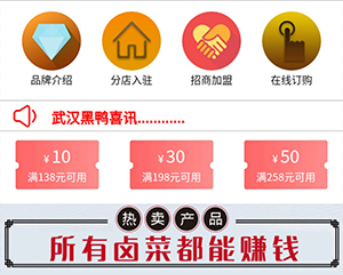 品牌介绍 分店入驻 招商加盟 在线订购
武汉黑鸭喜讯............
¥10 ¥30 ¥50
满138元可用 满198元可用 满258元可用
热卖产品
所有卤菜都能赚钱